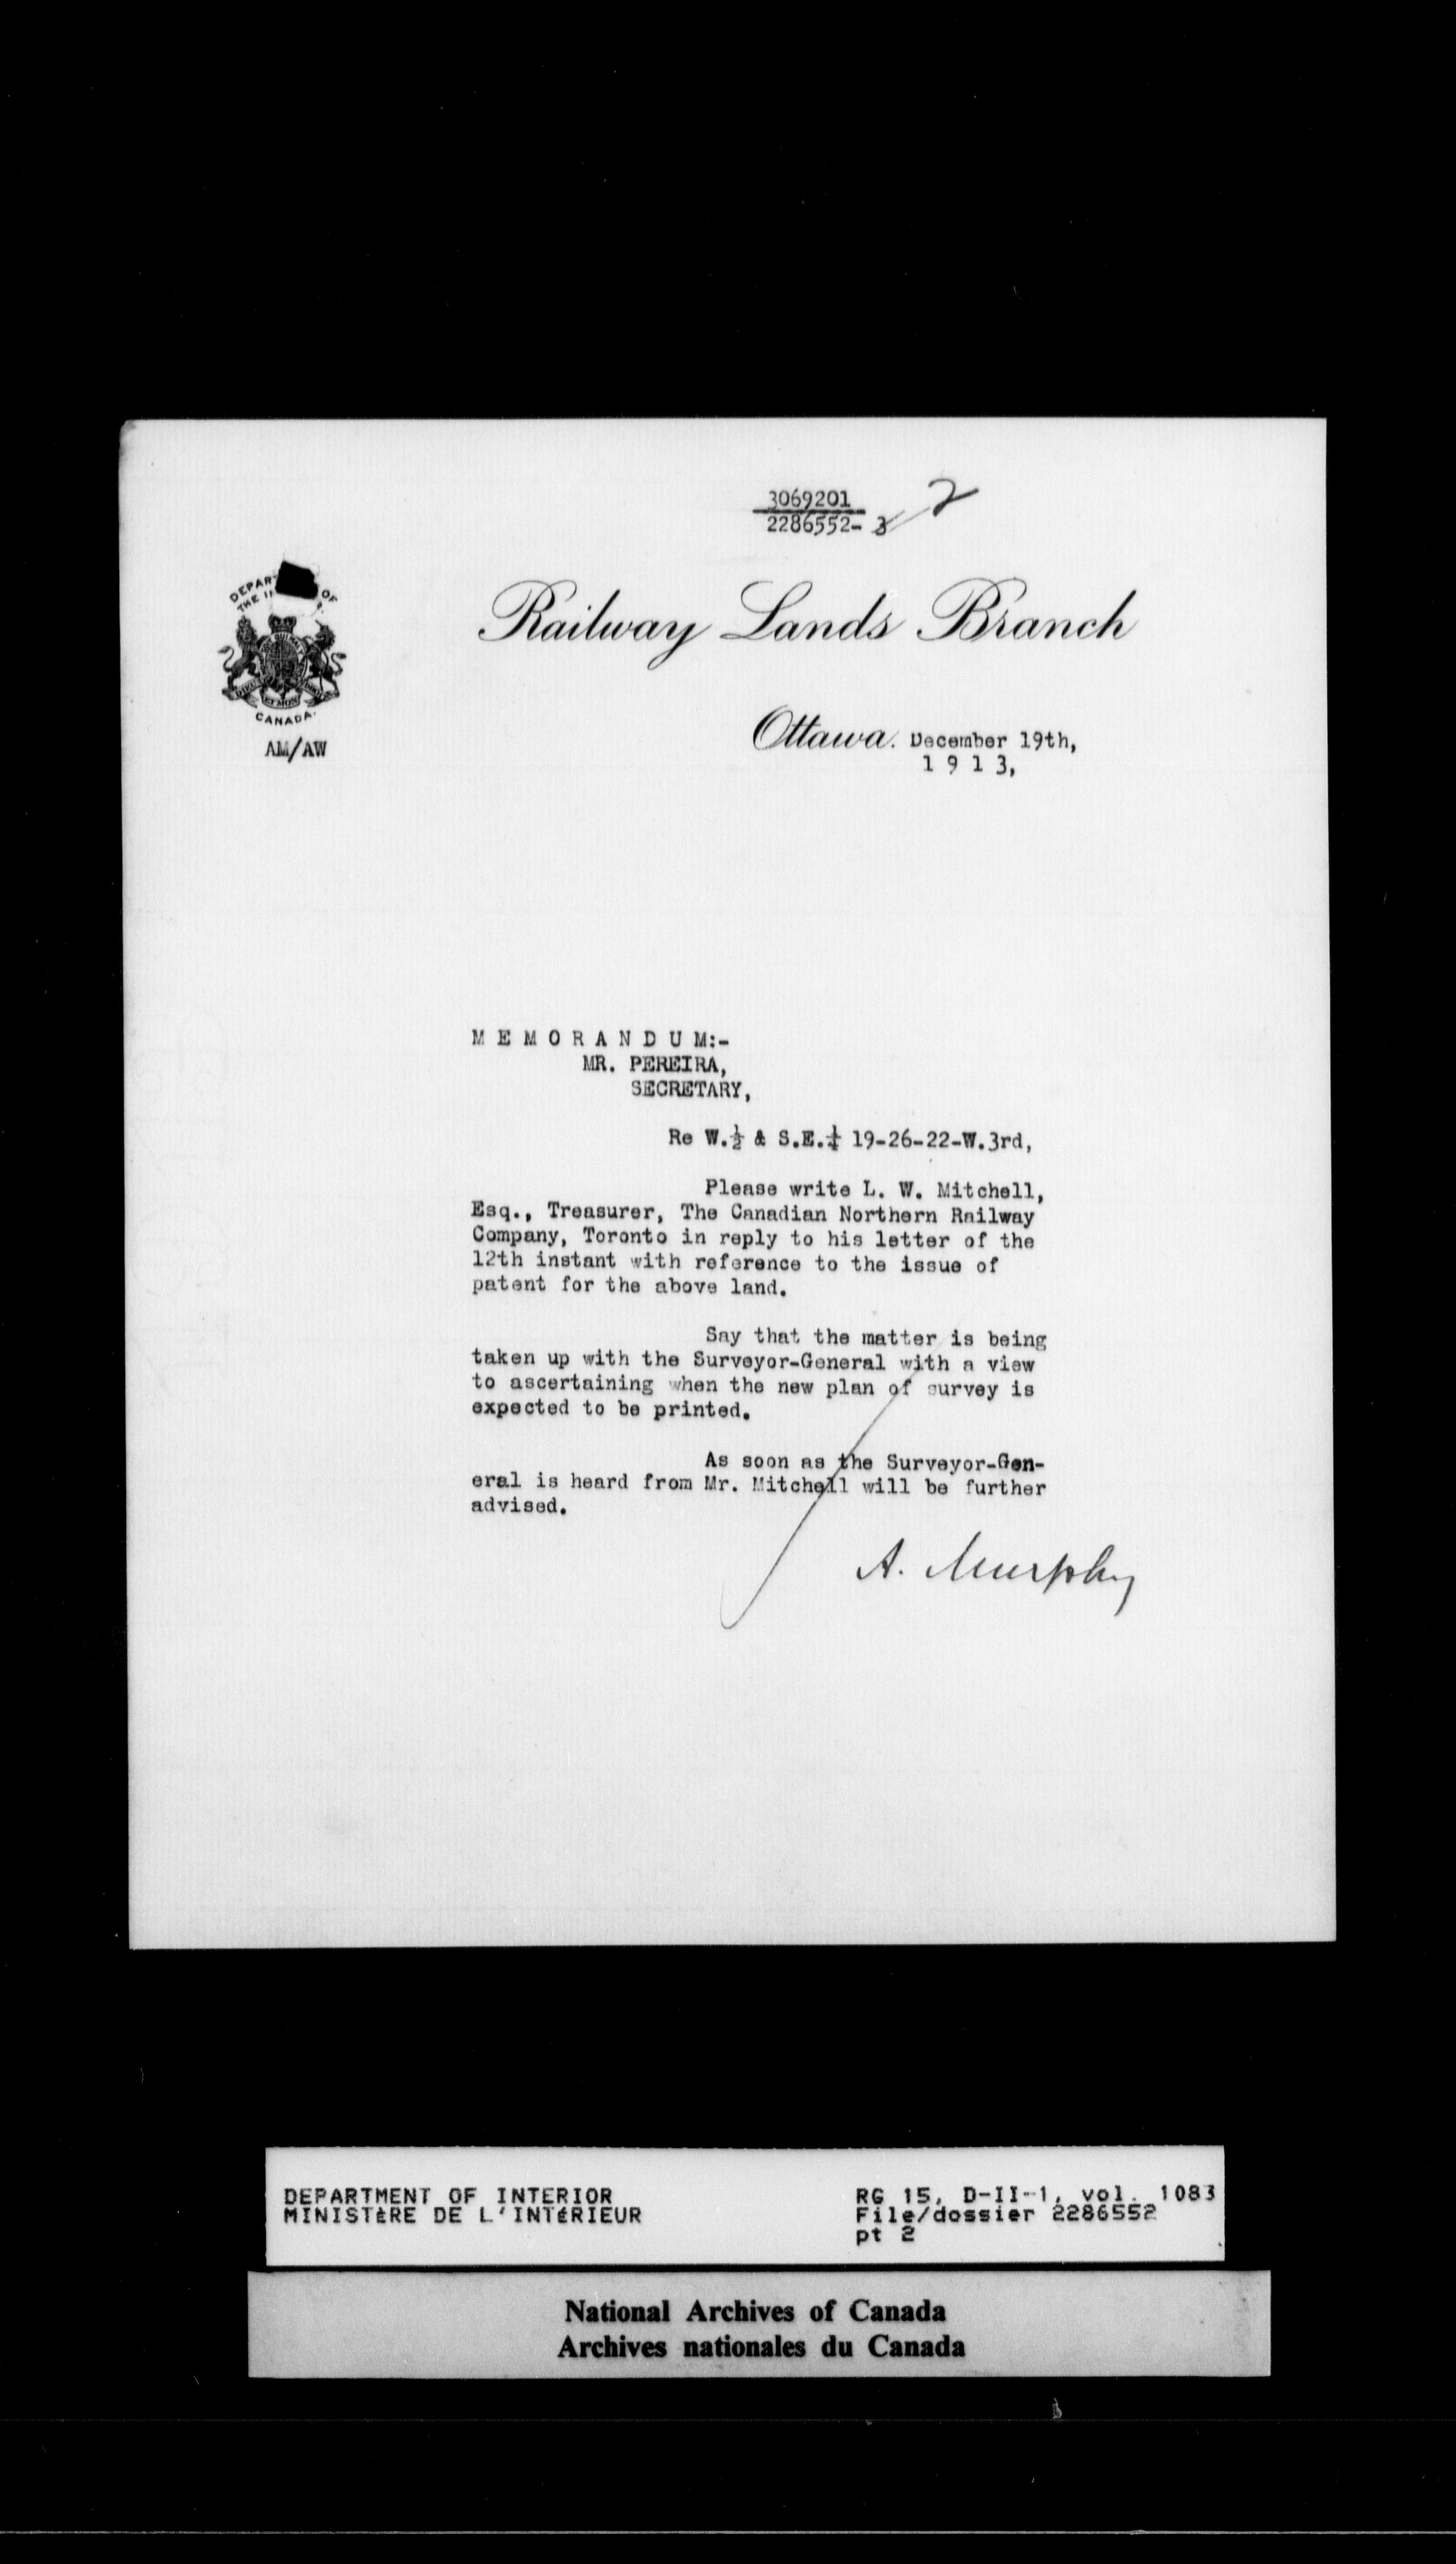 3069201
2286552- 3 2
DEPAR OF
THE I
CANADA.
AM/AW
Railway Lands Branch
Ottawa. December 19th,
1 9 1 3,
M E M O R A N D U M:-
MR. PEREIRA,
SECRETARY,
Re W.½ & S.E.¼ 19-26-22-W.3rd,
Please write L. W. Mitchell,
Esq., Treasurer, The Canadian Northern Railway
Company, Toronto in reply to his letter of the
12th instant with reference to the issue of
patent for the above land.
Say that the matter is being
taken up with the Surveyor-General with a view
to ascertaining when the new plan of survey is
expected to be printed.
As soon as the Surveyor-Gen-
eral is heard from Mr. Mitchell will be further
advised.
A. Murphy
DEPARTMENT OF INTERIOR
MINISTÈRE DE L'INTÉRIEUR
RG 15, D-II-1, vol. 1083
File/dossier 2286552
pt 2
National Archives of Canada
Archives nationales du Canada